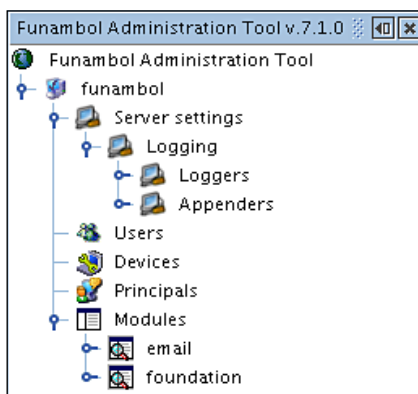 Funambol Administration Tool v.7.1.0
Funambol Administration Tool
funambol
Server settings
Logging
Loggers
Appenders
Users
Devices
Principals
Modules
email
foundation